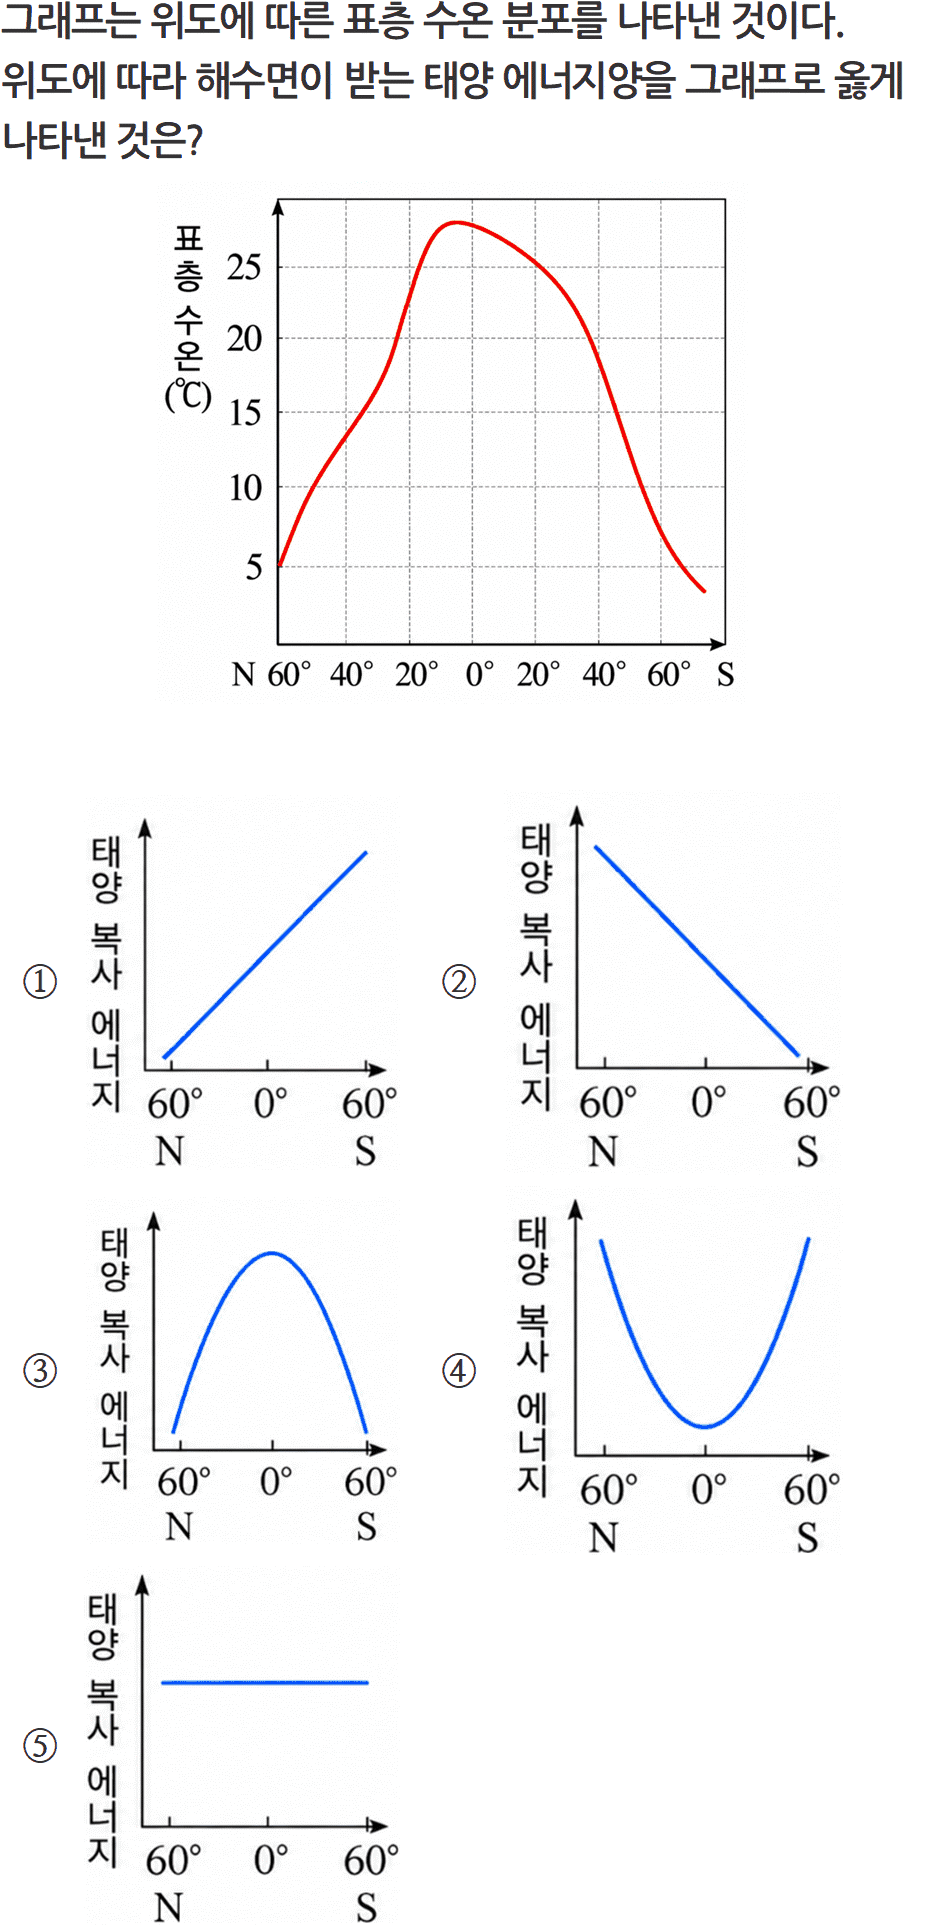 그래프는 위도에 따른 표층 수온 분포를 나타낸 것이다.
위도에 따라 해수면이 받는 태양 에너지양을 그래프로 옳게
나타낸 것은?
표층 수온 (℃)
25
20
15
10
5
N 60° 40° 20° 0° 20° 40° 60° S
①
태양 복사 에너지
60° 0° 60°
N S
②
태양 복사 에너지
60° 0° 60°
N S
③
태양 복사 에너지
60° 0° 60°
N S
④
태양 복사 에너지
60° 0° 60°
N S
⑤
태양 복사 에너지
60° 0° 60°
N S